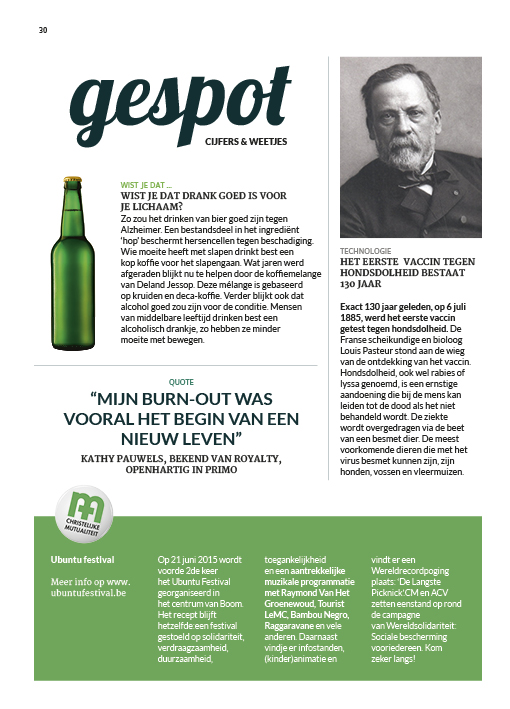 30
gespot
CIJFERS & WEETJES
WIST JE DAT ...
WIST JE DAT DRANK GOED IS VOOR
JE LICHAAM?
Zo zou het drinken van bier goed zijn tegen
Alzheimer. Een bestandsdeel in het ingrediënt
‘hop’ beschermt hersencellen tegen beschadiging.
Wie moeite heeft met slapen drinkt best een
kop koffie voor het slapengaan. Wat jaren werd
afgeraden blijkt nu te helpen door de koffiemelange
van Deland Jessop. Deze mélange is gebaseerd
op kruiden en deca-koffie. Verder blijkt ook dat
alcohol goed zou zijn voor de conditie. Mensen
van middelbare leeftijd drinken best een
alcoholisch drankje, zo hebben ze minder
moeite met bewegen.
QUOTE
“MIJN BURN-OUT WAS
VOORAL HET BEGIN VAN EEN
NIEUW LEVEN”
KATHY PAUWELS, BEKEND VAN ROYALTY,
OPENHARTIG IN PRIMO
TECHNOLOGIE
HET EERSTE VACCIN TEGEN
HONDSDOLHEID BESTAAT
130 JAAR
Exact 130 jaar geleden, op 6 juli
1885, werd het eerste vaccin
getest tegen hondsdolheid. De
Franse scheikundige en bioloog
Louis Pasteur stond aan de wieg
van de ontdekking van het vaccin.
Hondsdolheid, ook wel rabies of
lyssa genoemd, is een ernstige
aandoening die bij de mens kan
leiden tot de dood als het niet
behandeld wordt. De ziekte
wordt overgedragen via de beet
van een besmet dier. De meest
voorkomende dieren die met het
virus besmet kunnen zijn, zijn
honden, vossen en vleermuizen.
CHRISTELIJKE
MUTUALITEIT
Ubuntu festival
Meer info op www.
ubuntufestival.be
Op 21 juni 2015 wordt
voorde 2de keer
het Ubuntu Festival
georganiseerd in
het centrum van Boom.
Het recept blijft
hetzelfde:een festival
gestoeld op solidariteit,
verdraagzaamheid,
duurzaamheid,
toegankelijkheid
en een aantrekkelijke
muzikale programmatie
met Raymond Van Het
Groenewoud, Tourist
LeMC, Bambou Negro,
Raggaravane en vele
anderen. Daarnaast
vindje er infostanden,
(kinder)animatie en
vindt er een
Wereldrecordpoging
plaats: ‘De Langste
Picknick’.CM en ACV
zetten eenstand op rond
de campagne
van Wereldsolidariteit:
Sociale bescherming
vooriedereen. Kom
zeker langs!